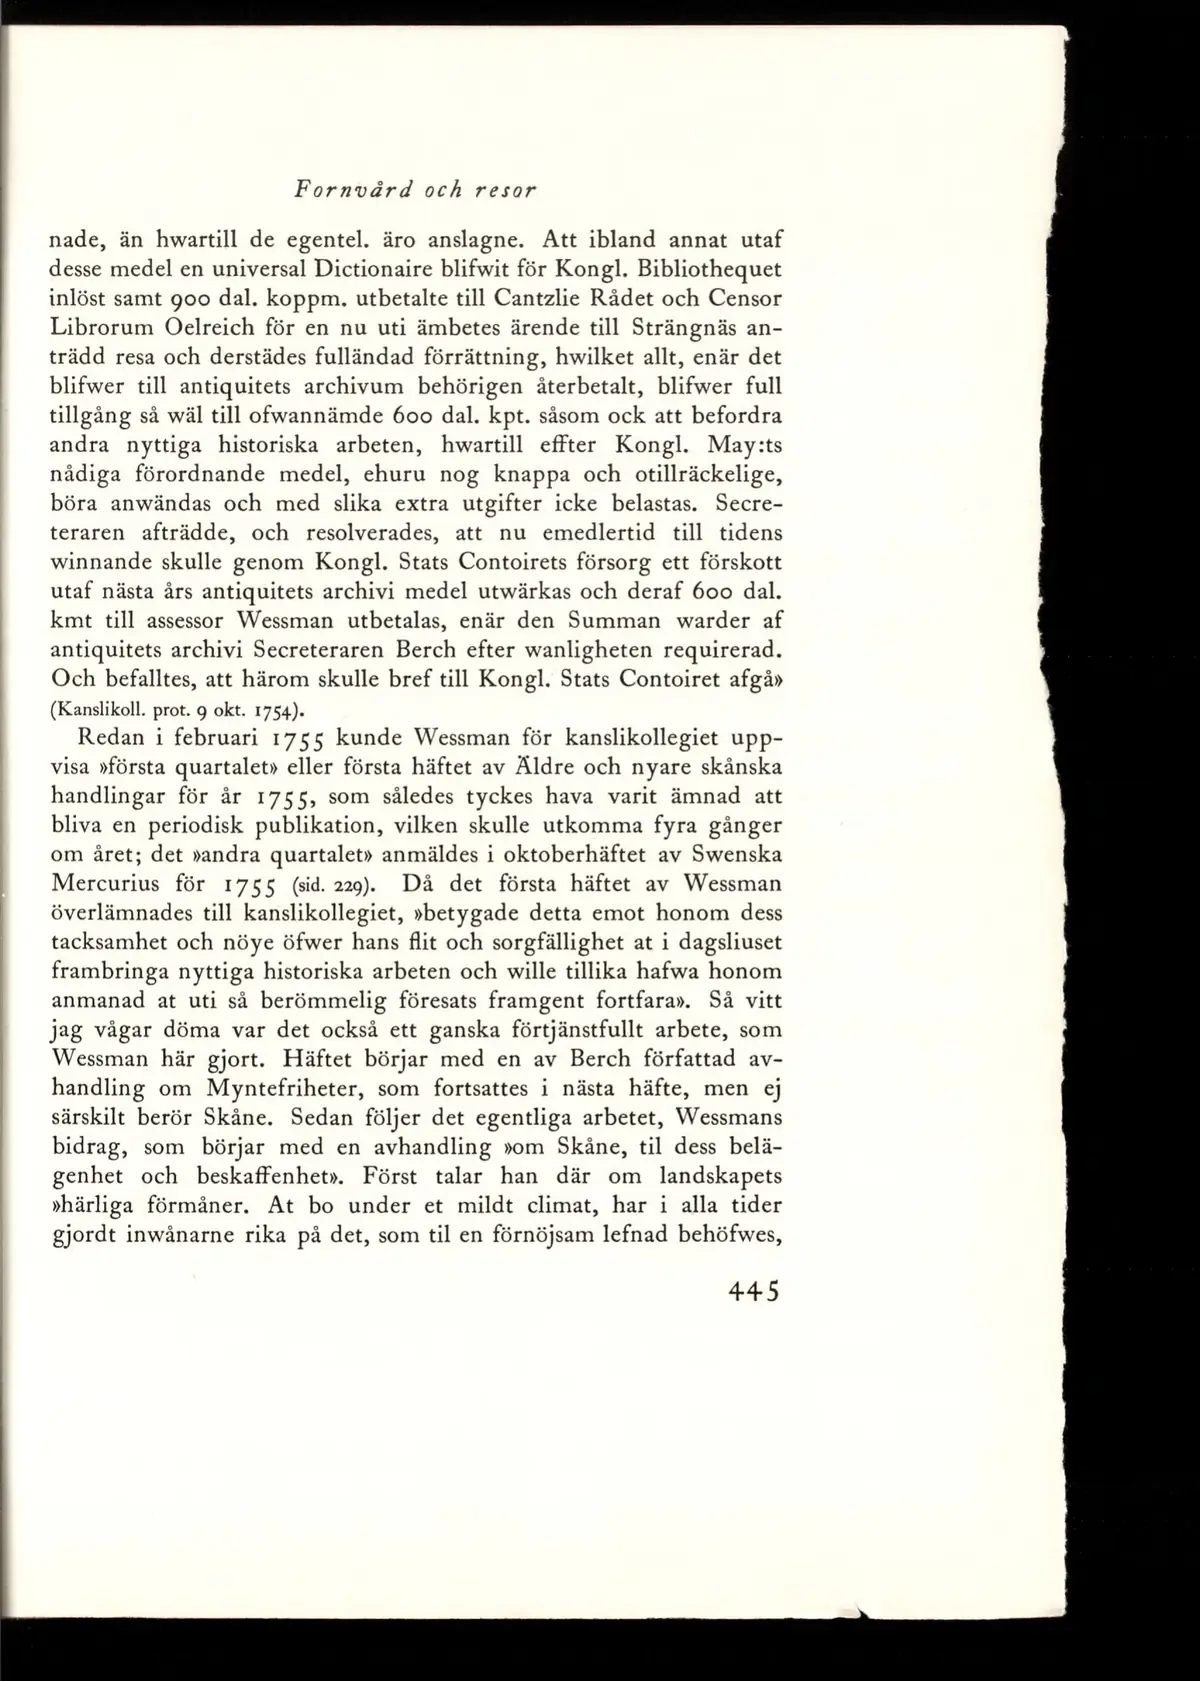 Fornvård och resor
nade, än hwartill de egentel. äro anslagne. Att ibland annat utaf
desse medel en universal Dictionaire blifwit för Kongl. Bibliothequet
inlöst samt 900 dal. koppm. utbetalte till Cantzlie Rådet och Censor
Librorum Oelreich för en nu uti ämbetes ärende till Strängnäs an-
trädd resa och derstädes fulländad förrättning, hwilket allt, enär det
blifwer till antiquitets archivum behörigen återbetalt, blifwer full
tillgång så wäl till ofwannämde 600 dal. kpt. såsom ock att befordra
andra nyttiga historiska arbeten, hwartill effter Kongl. May:ts
nådiga förordnande medel, ehuru nog knappa och otillräckelige,
böra anwändas och med slika extra utgifter icke belastas. Secre-
teraren afträdde, och resolverades, att nu emedlertid till tidens
winnande skulle genom Kongl. Stats Contoirets försorg ett förskott
utaf nästa års antiquitets archivi medel utwärkas och deraf 600 dal.
kmt till assessor Wessman utbetalas, enär den Summan warder af
antiquitets archivi Secreteraren Berch efter wanligheten requirerad.
Och befalltes, att härom skulle bref till Kongl. Stats Contoiret afgå»
(Kanslikoll. prot. 9 okt. 1754).
Redan i februari 1755 kunde Wessman för kanslikollegiet upp-
visa »första quartalet» eller första häftet av Äldre och nyare skånska
handlingar för år 1755, som således tyckes hava varit ämnad att
bliva en periodisk publikation, vilken skulle utkomma fyra gånger
om året; det »andra quartalet» anmäldes i oktoberhäftet av Swenska
Mercurius för 1755 (sid. 229). Då det första häftet av Wessman
överlämnades till kanslikollegiet, »betygade detta emot honom dess
tacksamhet och nöye öfwer hans flit och sorgfällighet at i dagsliuset
frambringa nyttiga historiska arbeten och wille tillika hafwa honom
anmanad at uti så berömmelig föresats framgent fortfara». Så vitt
jag vågar döma var det också ett ganska förtjänstfullt arbete, som
Wessman här gjort. Häftet börjar med en av Berch författad av-
handling om Myntefriheter, som fortsattes i nästa häfte, men ej
särskilt berör Skåne. Sedan följer det egentliga arbetet, Wessmans
bidrag, som börjar med en avhandling »om Skåne, til dess belä-
genhet och beskaffenhet». Först talar han där om landskapets
»härliga förmåner. At bo under et mildt climat, har i alla tider
gjordt inwånarne rika på det, som til en förnöjsam lefnad behöfwes,
445